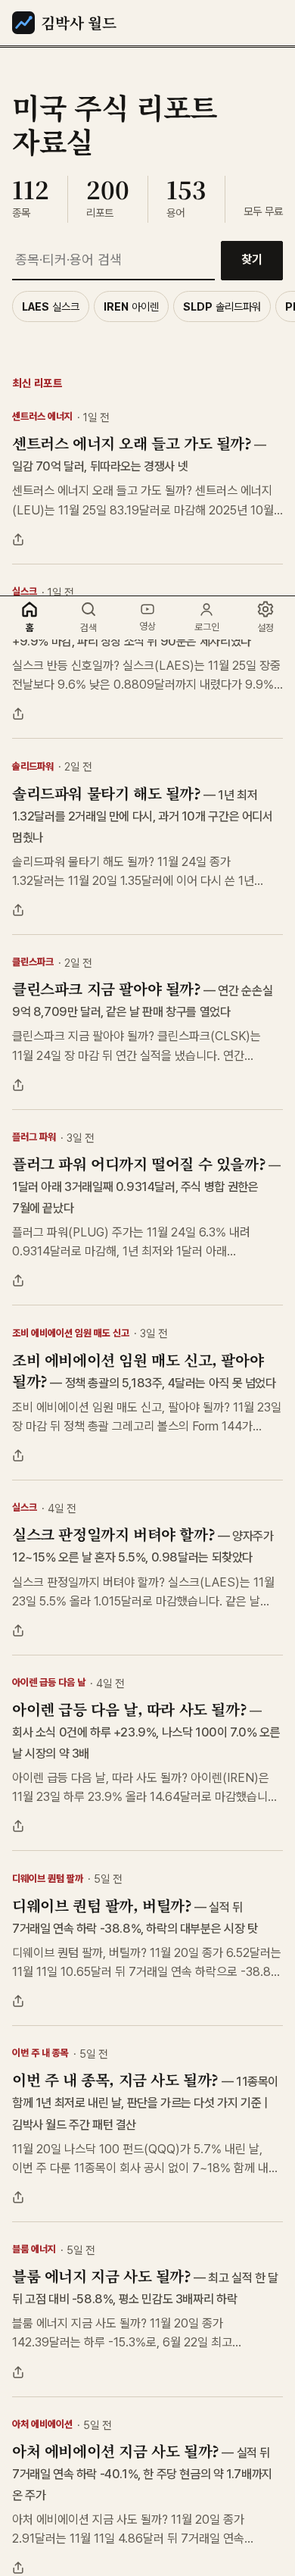 김박사 월드
미국 주식 리포트
자료실
112
종목
200
리포트
153
용어
모두 무료
종목·티커·용어 검색
찾기
LAES 실스크
IREN 아이렌
SLDP 솔리드파워
최신 리포트
센트러스 에너지 · 1일 전
센트러스 에너지 오래 들고 가도 될까? —
일감 70억 달러, 뒤따라오는 경쟁사 넷
센트러스 에너지 오래 들고 가도 될까? 센트러스 에너지
(LEU)는 11월 25일 83.19달러로 마감해 2025년 10월...
실스크 · 1일 전
홈
검색
영상
로그인
설정
+9.9% 마감, 파리 상장 소식 뒤 90분은 제자리였다
실스크 반등 신호일까? 실스크(LAES)는 11월 25일 장중
전날보다 9.6% 낮은 0.8809달러까지 내렸다가 9.9%...
솔리드파워 · 2일 전
솔리드파워 물타기 해도 될까? — 1년 최저
1.32달러를 2거래일 만에 다시, 과거 10개 구간은 어디서
멈췄나
솔리드파워 물타기 해도 될까? 11월 24일 종가
1.32달러는 11월 20일 1.35달러에 이어 다시 쓴 1년...
클린스파크 · 2일 전
클린스파크 지금 팔아야 될까? — 연간 순손실
9억 8,709만 달러, 같은 날 판매 창구를 열었다
클린스파크 지금 팔아야 될까? 클린스파크(CLSK)는
11월 24일 장 마감 뒤 연간 실적을 냈습니다. 연간...
플러그 파워 · 3일 전
플러그 파워 어디까지 떨어질 수 있을까? —
1달러 아래 3거래일째 0.9314달러, 주식 병합 권한은
7월에 끝났다
플러그 파워(PLUG) 주가는 11월 24일 6.3% 내려
0.9314달러로 마감해, 1년 최저와 1달러 아래...
조비 에비에이션 임원 매도 신고 · 3일 전
조비 에비에이션 임원 매도 신고, 팔아야
될까? — 정책 총괄의 5,183주, 4달러는 아직 못 넘었다
조비 에비에이션 임원 매도 신고, 팔아야 될까? 11월 23일
장 마감 뒤 정책 총괄 그레고리 볼스의 Form 144가...
실스크 · 4일 전
실스크 판정일까지 버텨야 할까? — 양자주가
12~15% 오른 날 혼자 5.5%, 0.98달러는 되찾았다
실스크 판정일까지 버텨야 할까? 실스크(LAES)는 11월
23일 5.5% 올라 1.015달러로 마감했습니다. 같은 날...
아이렌 급등 다음 날 · 4일 전
아이렌 급등 다음 날, 따라 사도 될까? —
회사 소식 0건에 하루 +23.9%, 나스닥 100이 7.0% 오른
날 시장의 약 3배
아이렌 급등 다음 날, 따라 사도 될까? 아이렌(IREN)은
11월 23일 하루 23.9% 올라 14.64달러로 마감했습니...
디웨이브 퀀텀 팔까 · 5일 전
디웨이브 퀀텀 팔까, 버틸까? — 실적 뒤
7거래일 연속 하락 -38.8%, 하락의 대부분은 시장 탓
디웨이브 퀀텀 팔까, 버틸까? 11월 20일 종가 6.52달러는
11월 11일 10.65달러 뒤 7거래일 연속 하락으로 -38.8...
이번 주 내 종목 · 5일 전
이번 주 내 종목, 지금 사도 될까? — 11종목이
함께 1년 최저로 내린 날, 판단을 가르는 다섯 가지 기준 |
김박사 월드 주간 패턴 결산
11월 20일 나스닥 100 펀드(QQQ)가 5.7% 내린 날,
이번 주 다룬 11종목이 회사 공시 없이 7~18% 함께 내...
블룸 에너지 · 5일 전
블룸 에너지 지금 사도 될까? — 최고 실적 한 달
뒤 고점 대비 -58.8%, 평소 민감도 3배짜리 하락
블룸 에너지 지금 사도 될까? 11월 20일 종가
142.39달러는 하루 -15.3%로, 6월 22일 최고...
아처 에비에이션 · 5일 전
아처 에비에이션 지금 사도 될까? — 실적 뒤
7거래일 연속 하락 -40.1%, 한 주당 현금의 약 1.7배까지
온 주가
아처 에비에이션 지금 사도 될까? 11월 20일 종가
2.91달러는 11월 11일 4.86달러 뒤 7거래일 연속...